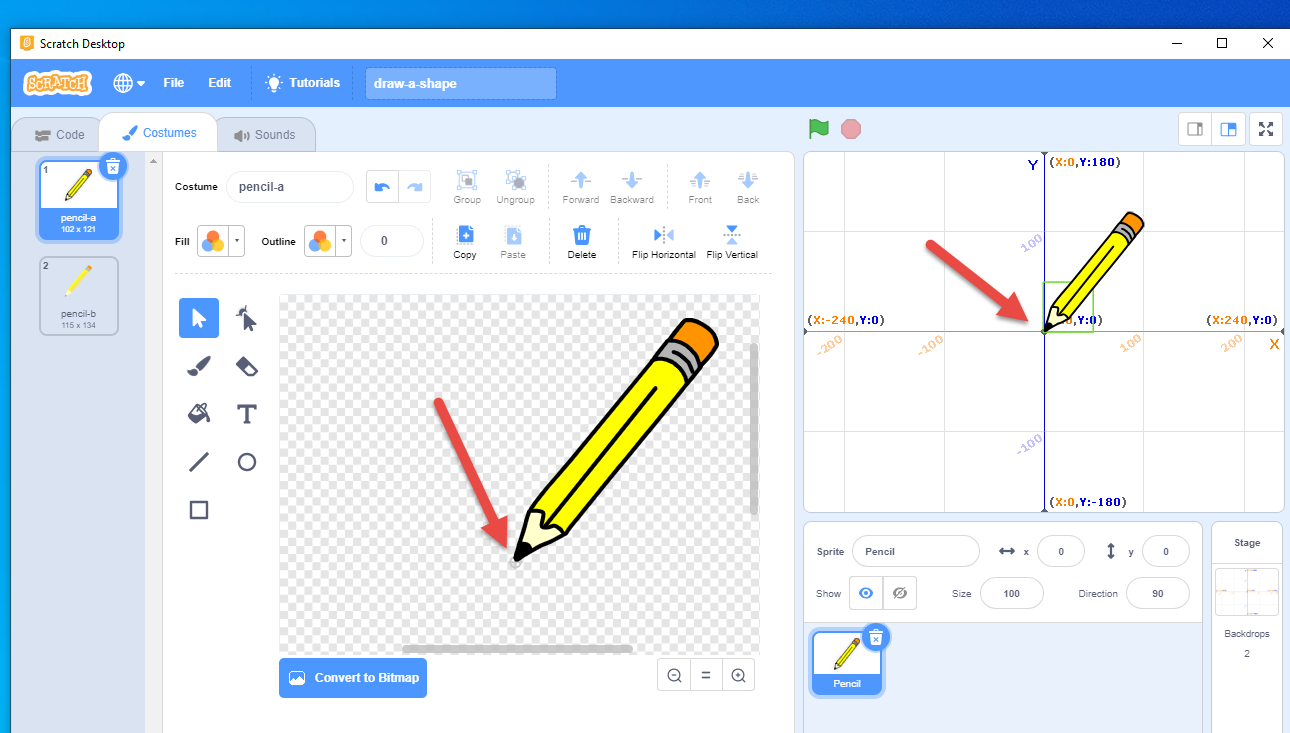 Scratch Desktop
SCRATCH File Edit Tutorials draw-a-shape
Code Costumes Sounds
1
pencil-a
102 x 121
2
pencil-b
115 x 134
Costume pencil-a Group Ungroup Forward Backward Front Back
Fill Outline 0 Copy Paste Delete Flip Horizontal Flip Vertical
T
Convert to Bitmap
Y (X:0,Y:180)
100
(X:-240,Y:0) ,Y:0) (X:240,Y:0)
-200 -100 100 200 X
-100
(X:0,Y:-180)
Sprite Pencil x 0 y 0
Show Size 100 Direction 90
Pencil
Stage
Backdrops
2